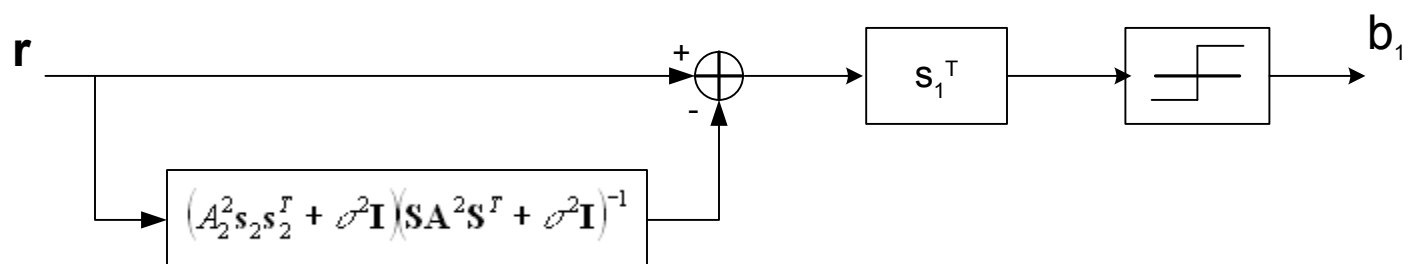 r
+
-
s₁ᵀ
b₁
(A₂²s₂s₂ᵀ + σ²I)(SA²Sᵀ + σ²I)⁻¹